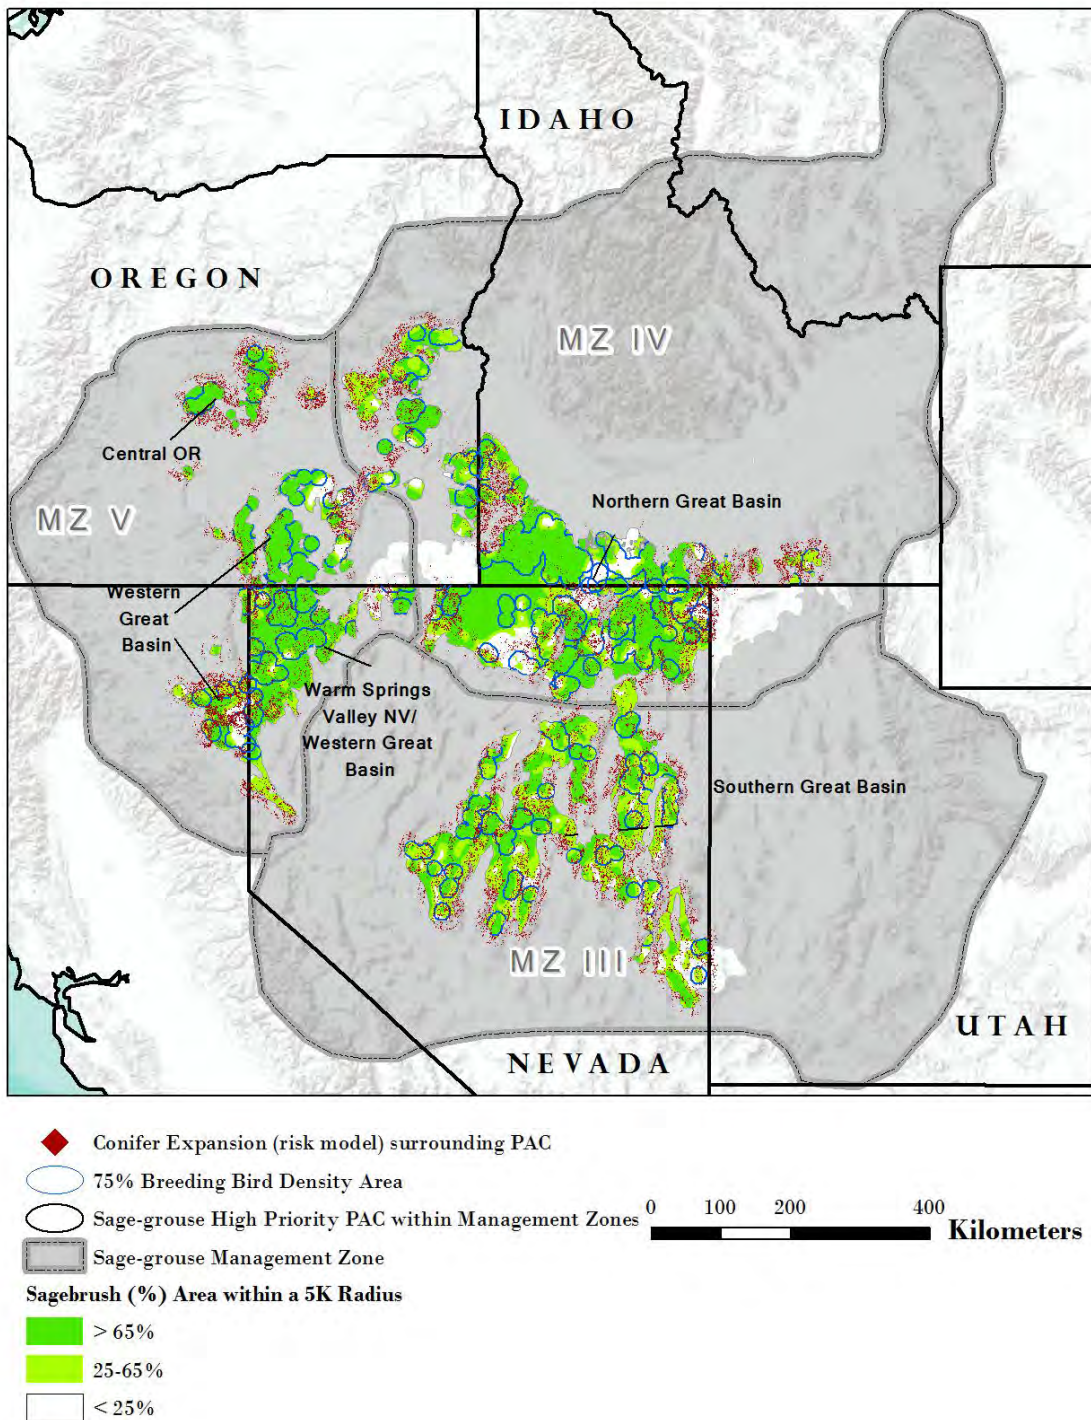 IDAHO
OREGON
MZ IV
Central OR
Northern Great Basin
MZ V
Western
Great
Basin
Warm Springs
Valley NV/
Western Great
Basin
Southern Great Basin
MZ III
UTAH
NEVADA
Conifer Expansion (risk model) surrounding PAC
75% Breeding Bird Density Area
Sage-grouse High Priority PAC within Management Zones
0 100 200 400 Kilometers
Sage-grouse Management Zone
Sagebrush (%) Area within a 5K Radius
> 65%
25-65%
< 25%